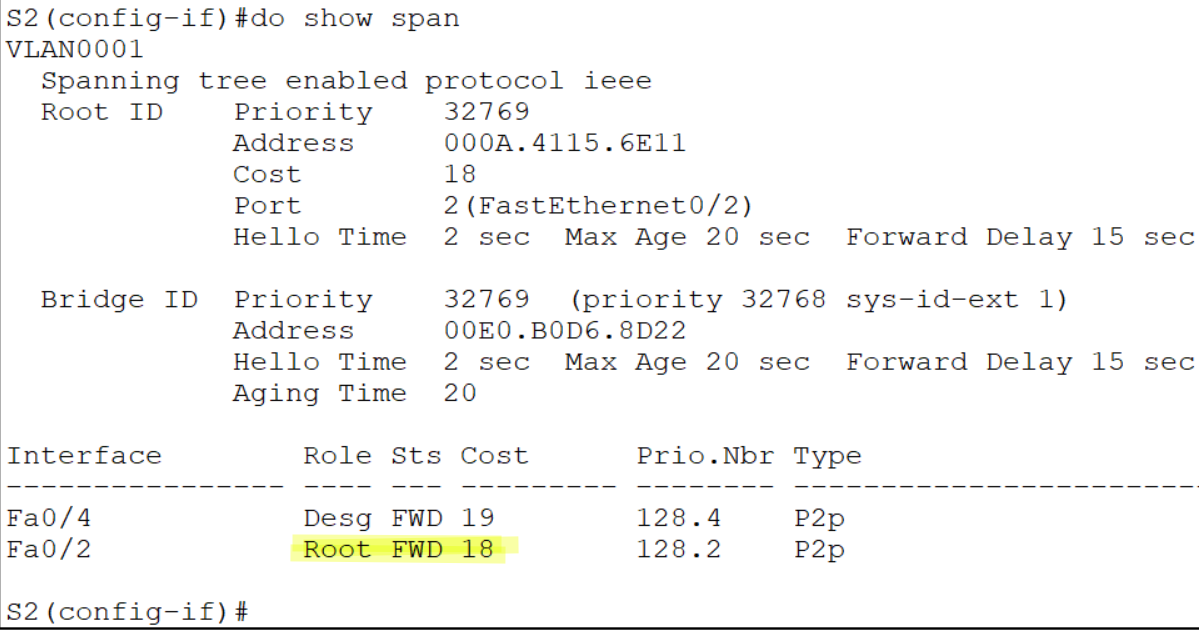 S2(config-if)#do show span
VLAN0001
  Spanning tree enabled protocol ieee
  Root ID    Priority    32769
             Address     000A.4115.6E11
             Cost        18
             Port        2(FastEthernet0/2)
             Hello Time  2 sec  Max Age 20 sec  Forward Delay 15 sec
  Bridge ID  Priority    32769  (priority 32768 sys-id-ext 1)
             Address     00E0.B0D6.8D22
             Hello Time  2 sec  Max Age 20 sec  Forward Delay 15 sec
             Aging Time  20
Interface        Role Sts Cost      Prio.Nbr Type
---------------- ---- --- --------- -------- ------------------------
Fa0/4            Desg FWD 19        128.4    P2p
Fa0/2            Root FWD 18        128.2    P2p
S2(config-if)#